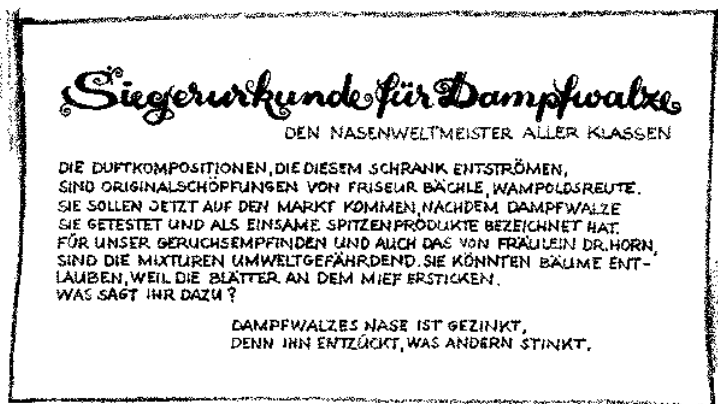 Siegerurkunde für Dampfwalze
DEN NASENWELTMEISTER ALLER KLASSEN
DIE DUFTKOMPOSITIONEN, DIE DIESEM SCHRANK ENTSTRÖMEN,
SIND ORIGINALSCHÖPFUNGEN VON FRISEUR BÄCHLE, WAMPOLDSREUTE.
SIE SOLLEN JETZT AUF DEN MARKT KOMMEN, NACHDEM DAMPFWALZE
SIE GETESTET UND ALS EINSAME SPITZENPRODUKTE BEZEICHNET HAT.
FÜR UNSER GERUCHSEMPFINDEN UND AUCH DAS VON FRÄULEIN DR. HORN,
SIND DIE MIXTUREN UMWELTGEFÄHRDEND. SIE KÖNNTEN BÄUME ENT-
LAUBEN, WEIL DIE BLÄTTER AN DEM MIEF ERSTICKEN.
WAS SAGT IHR DAZU?
DAMPFWALZES NASE IST GEZINKT,
DENN IHN ENTZÜCKT, WAS ANDERN STINKT.